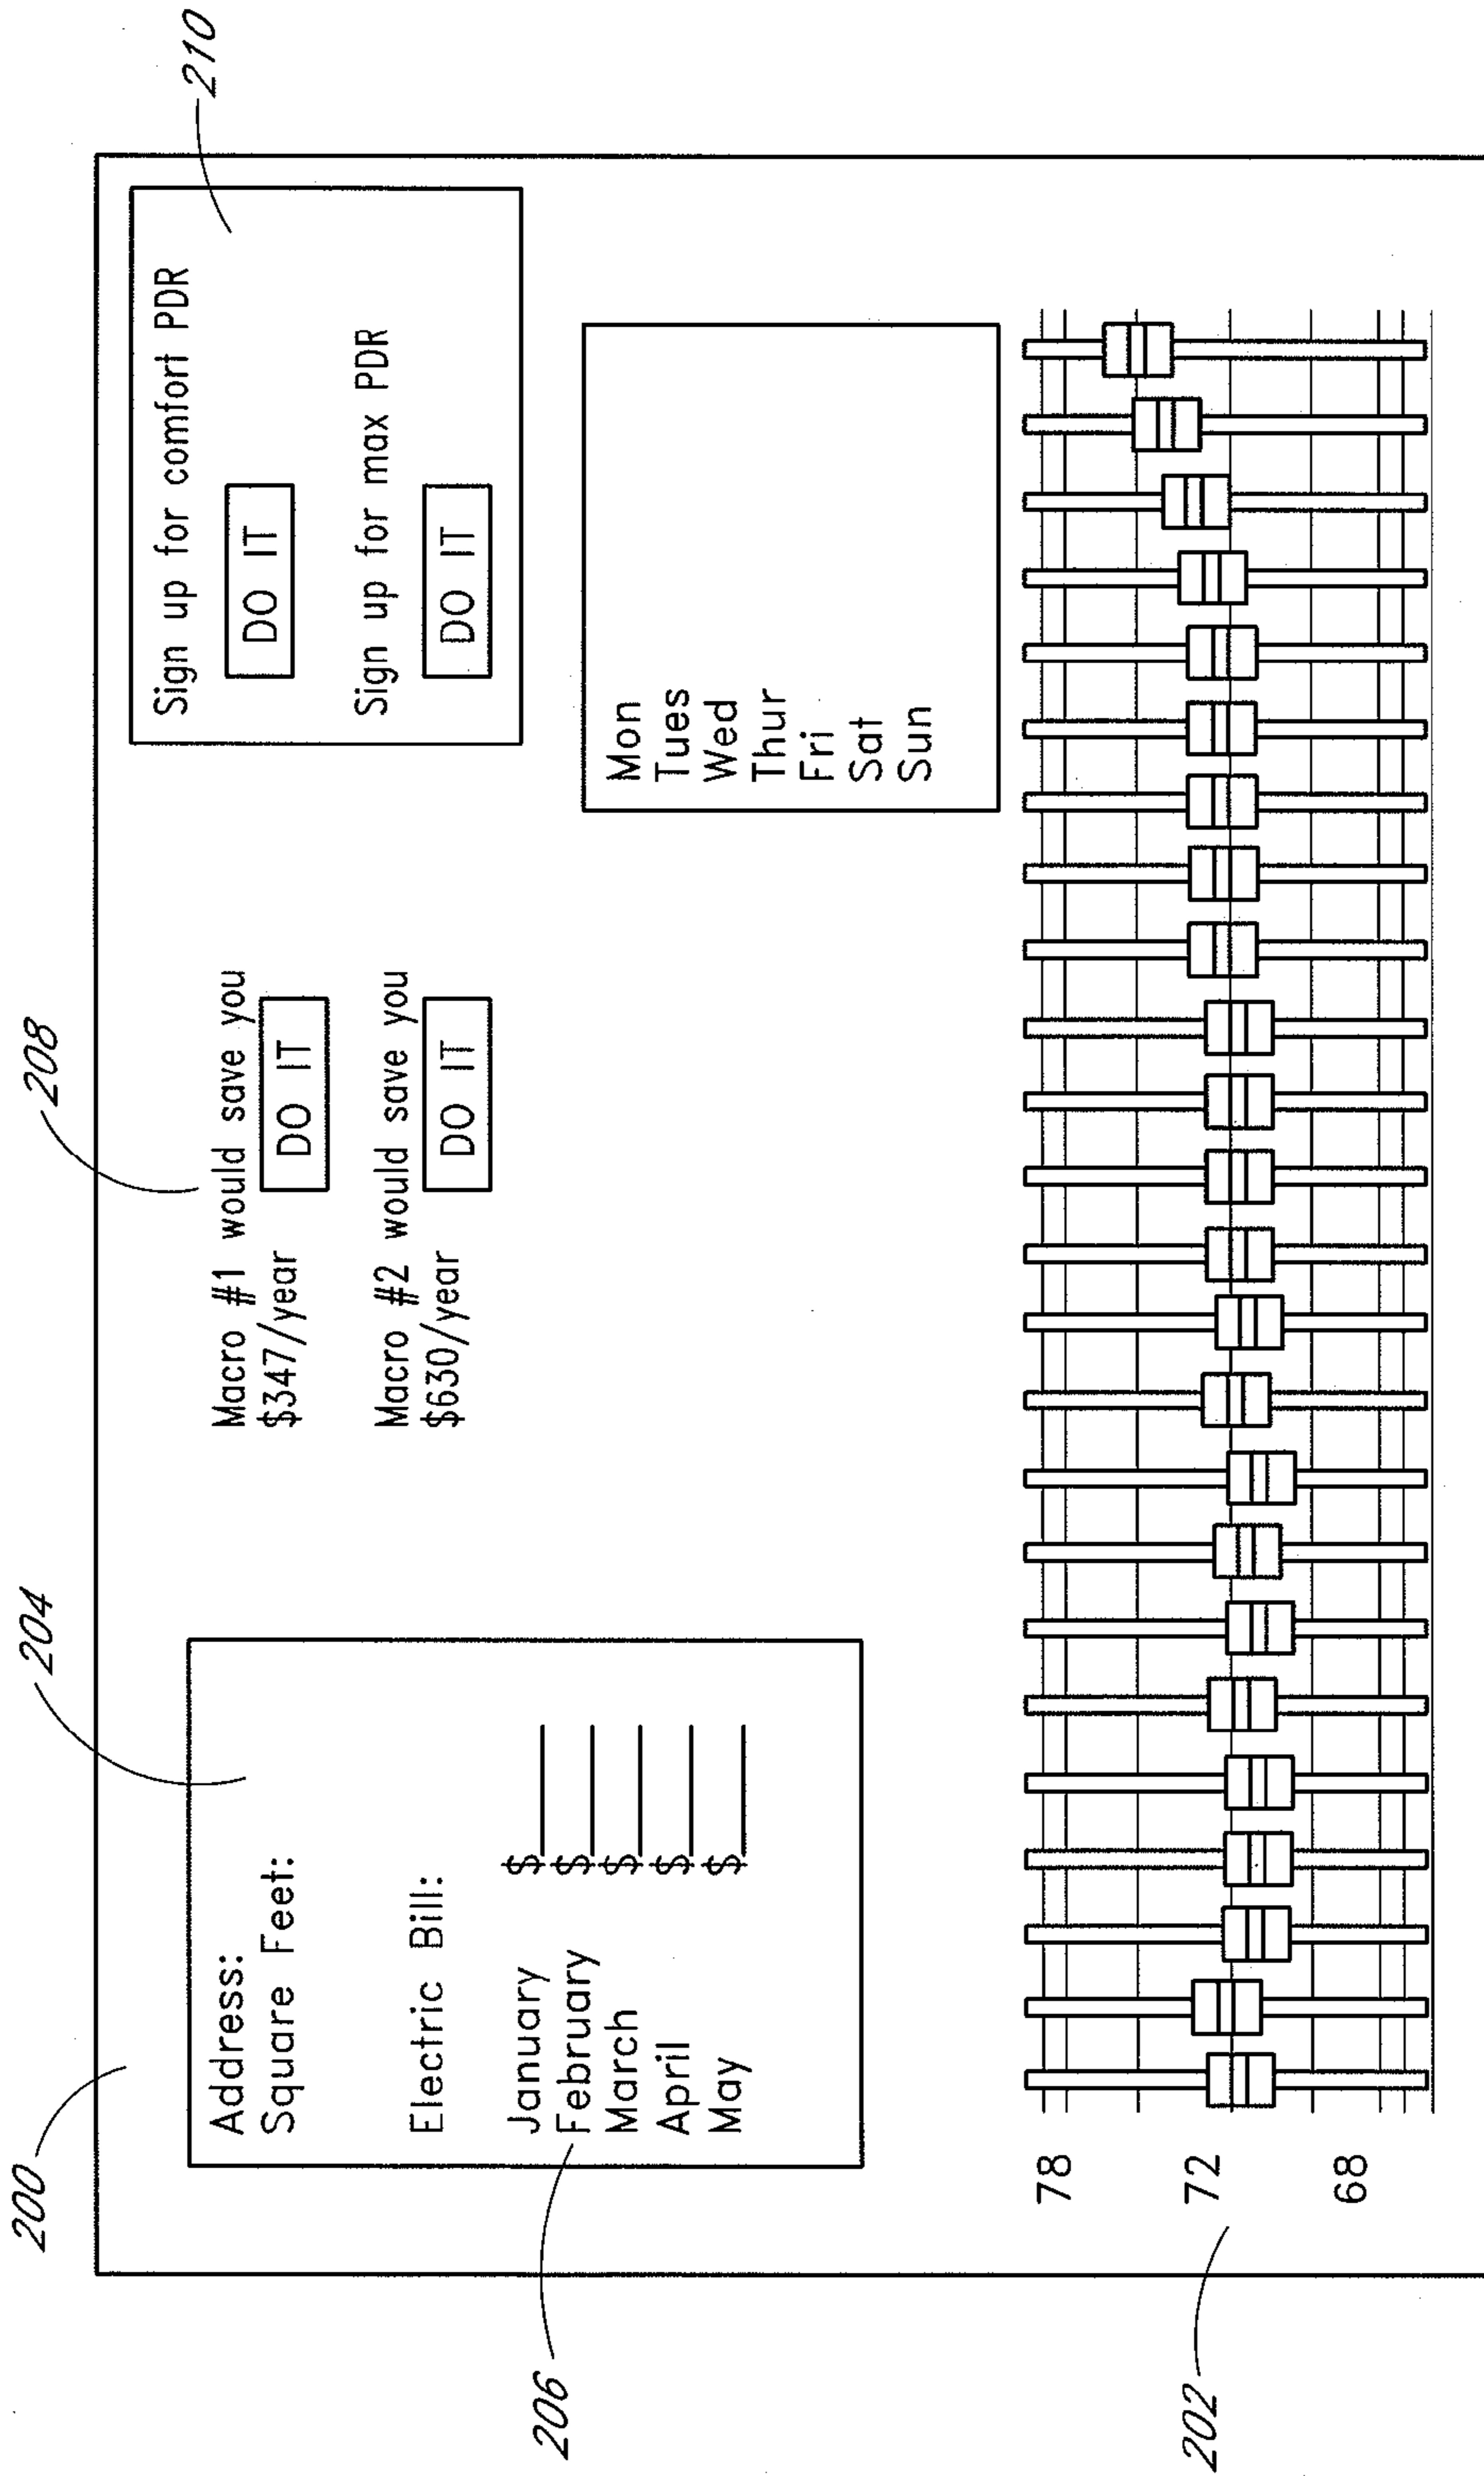 200
204
208
210
Address:
Square Feet:
Electric Bill:
January $
February $
March $
April $
May $
206
Macro #1 would save you
$347/year DO IT
Macro #2 would save you
$630/year DO IT
Sign up for comfort PDR
DO IT
Sign up for max PDR
DO IT
Mon
Tues
Wed
Thur
Fri
Sat
Sun
78
72
68
202